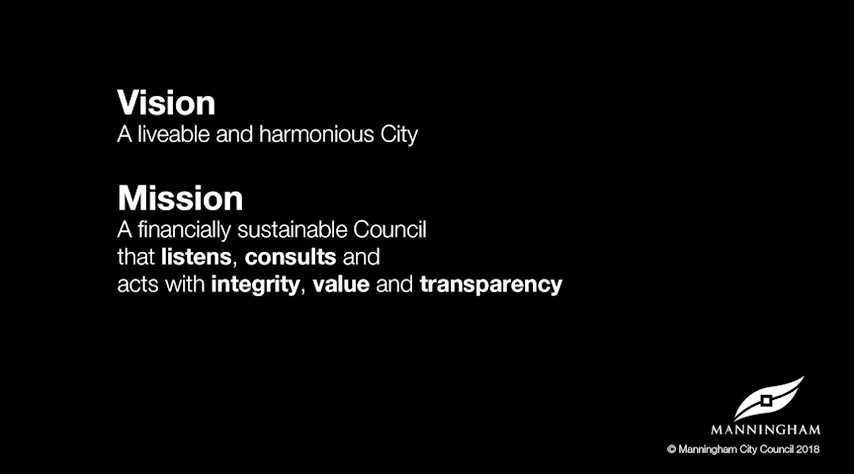 Vision
A liveable and harmonious City
Mission
A financially sustainable Council
that listens, consults and
acts with integrity, value and transparency
MANNINGHAM
© Manningham City Council 2018